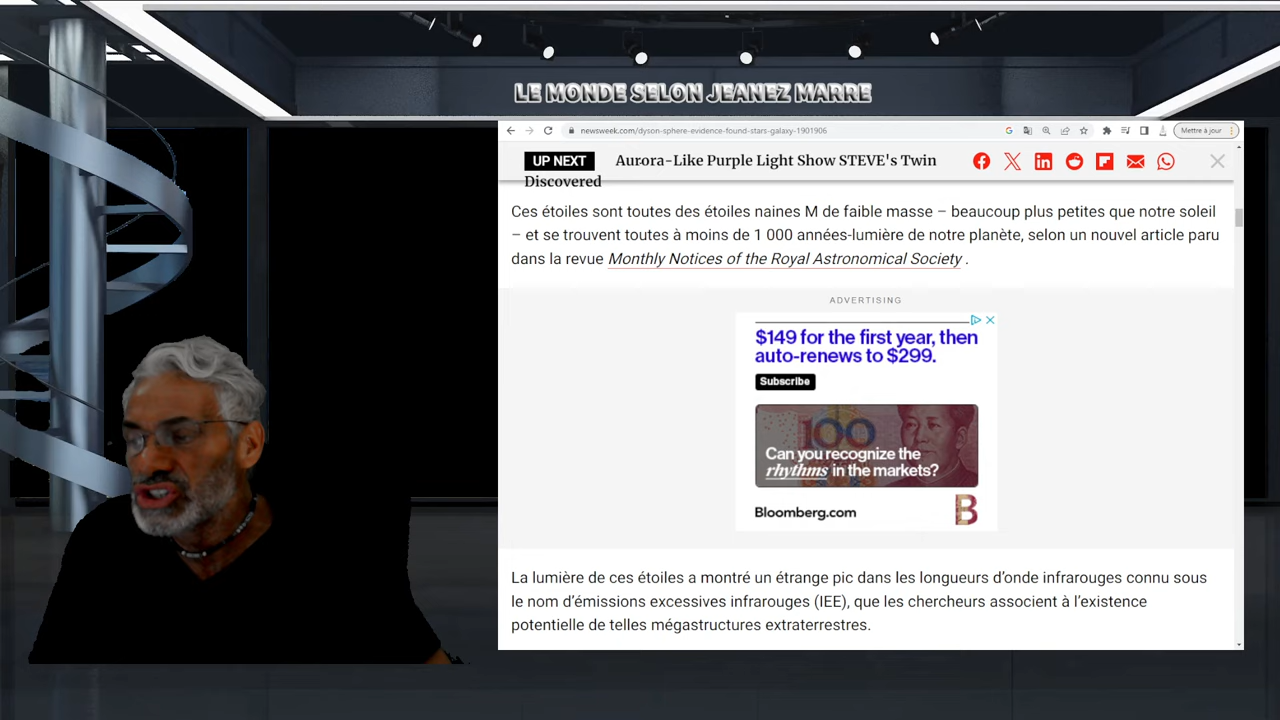 LE MONDE SELON JEANEZ MARRE
newsweek.com/dyson-sphere-evidence-found-stars-galaxy-1901906
Mettre à jour
UP NEXT Aurora-Like Purple Light Show STEVE's Twin
Discovered
Ces étoiles sont toutes des étoiles naines M de faible masse – beaucoup plus petites que notre soleil
– et se trouvent toutes à moins de 1 000 années-lumière de notre planète, selon un nouvel article paru
dans la revue Monthly Notices of the Royal Astronomical Society .
ADVERTISING
$149 for the first year, then
auto-renews to $299.
Subscribe
100
Can you recognize the
rhythms in the markets?
Bloomberg.com
B
La lumière de ces étoiles a montré un étrange pic dans les longueurs d’onde infrarouges connu sous
le nom d’émissions excessives infrarouges (IEE), que les chercheurs associent à l’existence
potentielle de telles mégastructures extraterrestres.